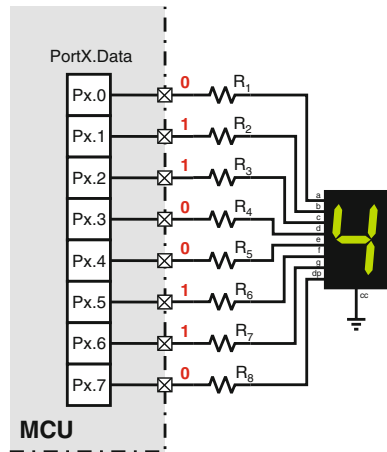 PortX.Data
Px.0 0 R1
Px.1 1 R2
Px.2 1 R3
Px.3 0 R4
Px.4 0 R5
Px.5 1 R6
Px.6 1 R7
Px.7 0 R8
a
b
c
d
e
f
g
dp
4
cc
MCU